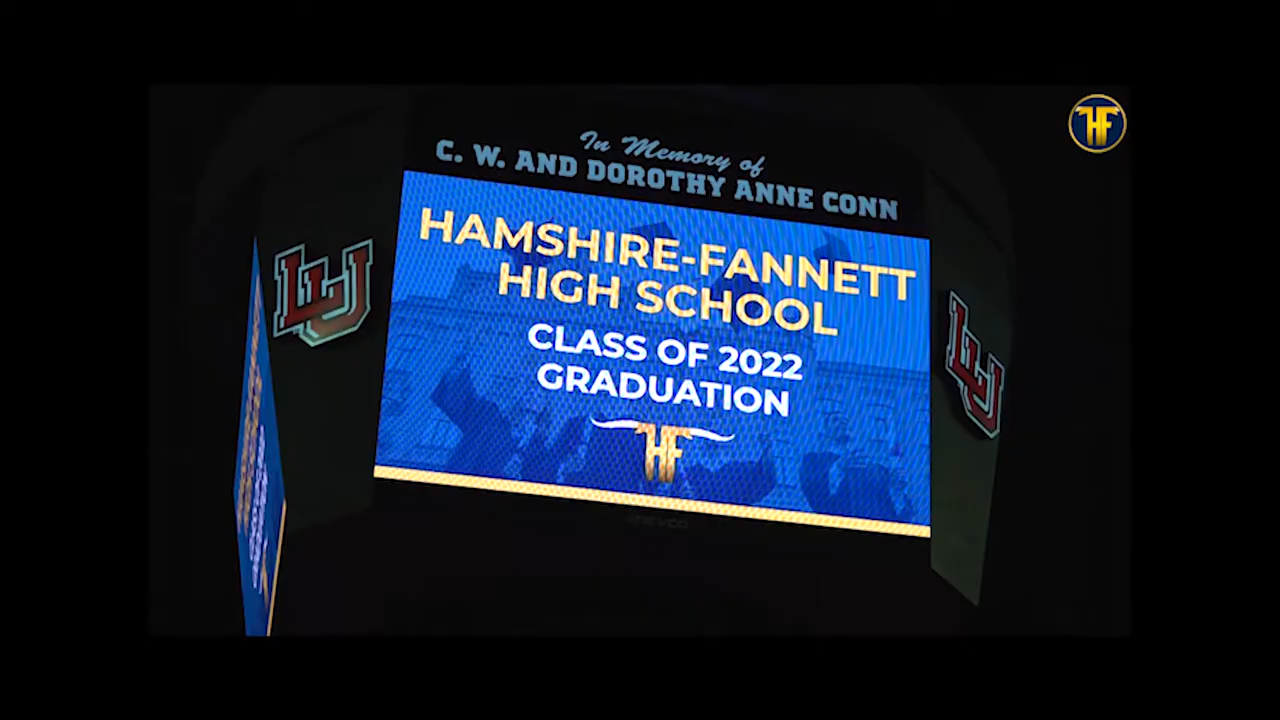 HF
In Memory of
C. W. AND DOROTHY ANNE CONN
LU
HAMSHIRE-FANNETT
HIGH SCHOOL
CLASS OF 2022
GRADUATION
HF
LU